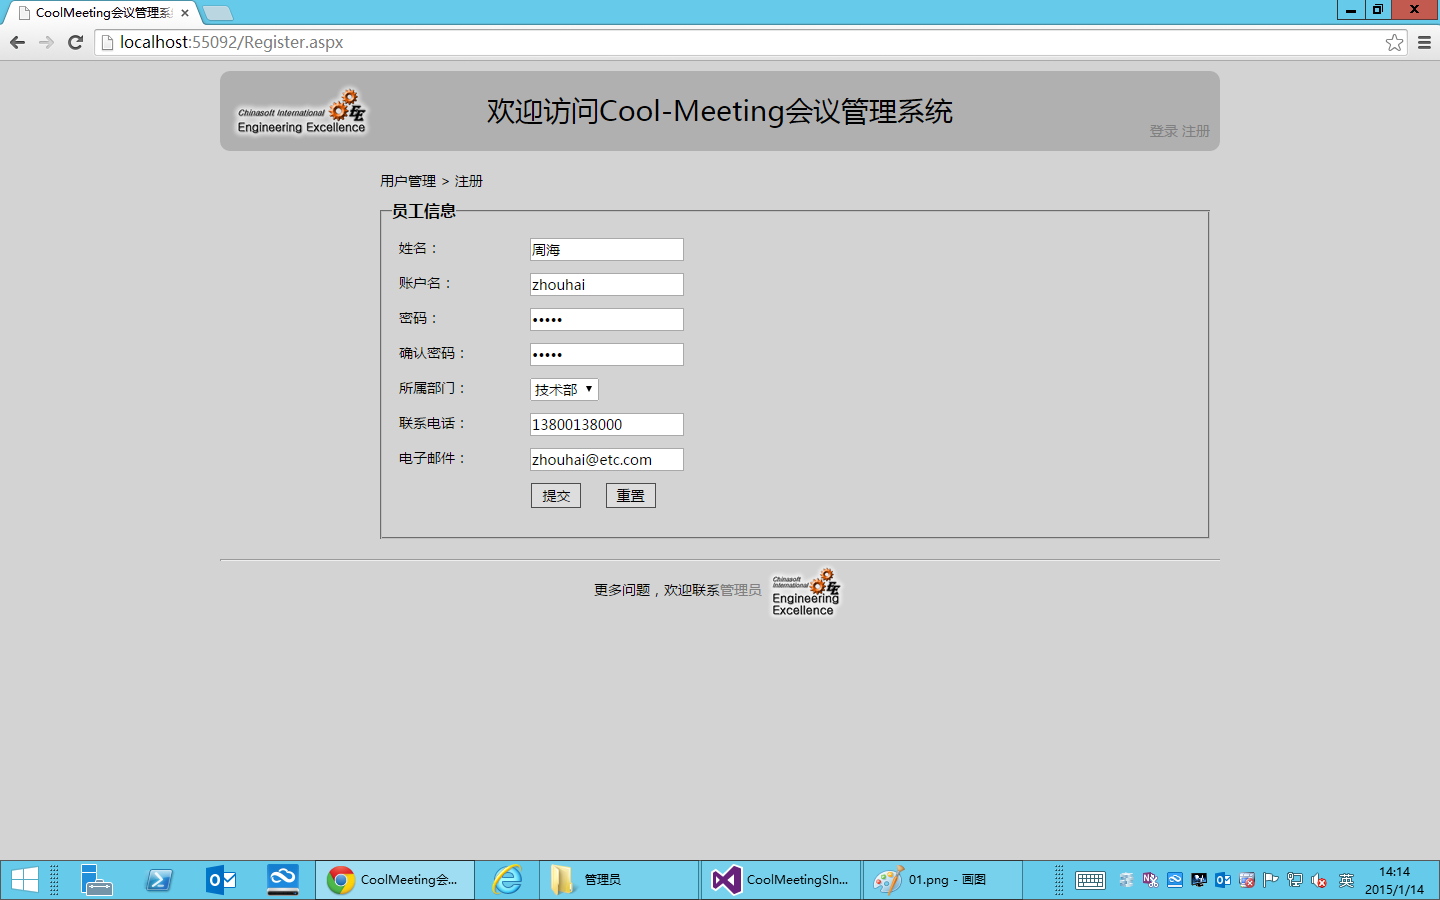 CoolMeeting会议管理系
localhost:55092/Register.aspx
Chinasoft International
Engineering Excellence
欢迎访问Cool-Meeting会议管理系统
登录 注册
用户管理 > 注册
员工信息
姓名： 周海
账户名： zhouhai
密码： •••••
确认密码： •••••
所属部门： 技术部
联系电话： 13800138000
电子邮件： zhouhai@etc.com
提交 重置
更多问题，欢迎联系管理员
Chinasoft
International
Engineering
Excellence
CoolMeeting会...
管理员
CoolMeetingSln...
01.png - 画图
英
14:14
2015/1/14